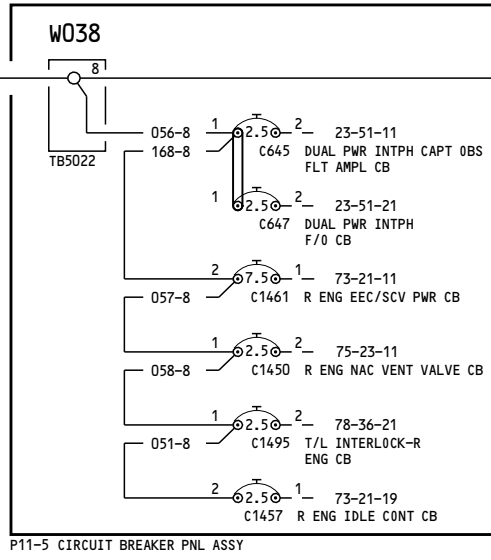 W038
8
TB5022
056-8 1 2.5 2 23-51-11
168-8 C645 DUAL PWR INTPH CAPT OBS
FLT AMPL CB
1 2.5 2 23-51-21
C647 DUAL PWR INTPH
F/O CB
2 7.5 1 73-21-11
057-8 C1461 R ENG EEC/SCV PWR CB
1 2.5 2 75-23-11
058-8 C1450 R ENG NAC VENT VALVE CB
1 2.5 2 78-36-21
051-8 C1495 T/L INTERLOCK-R
ENG CB
2 2.5 1 73-21-19
C1457 R ENG IDLE CONT CB
P11-5 CIRCUIT BREAKER PNL ASSY